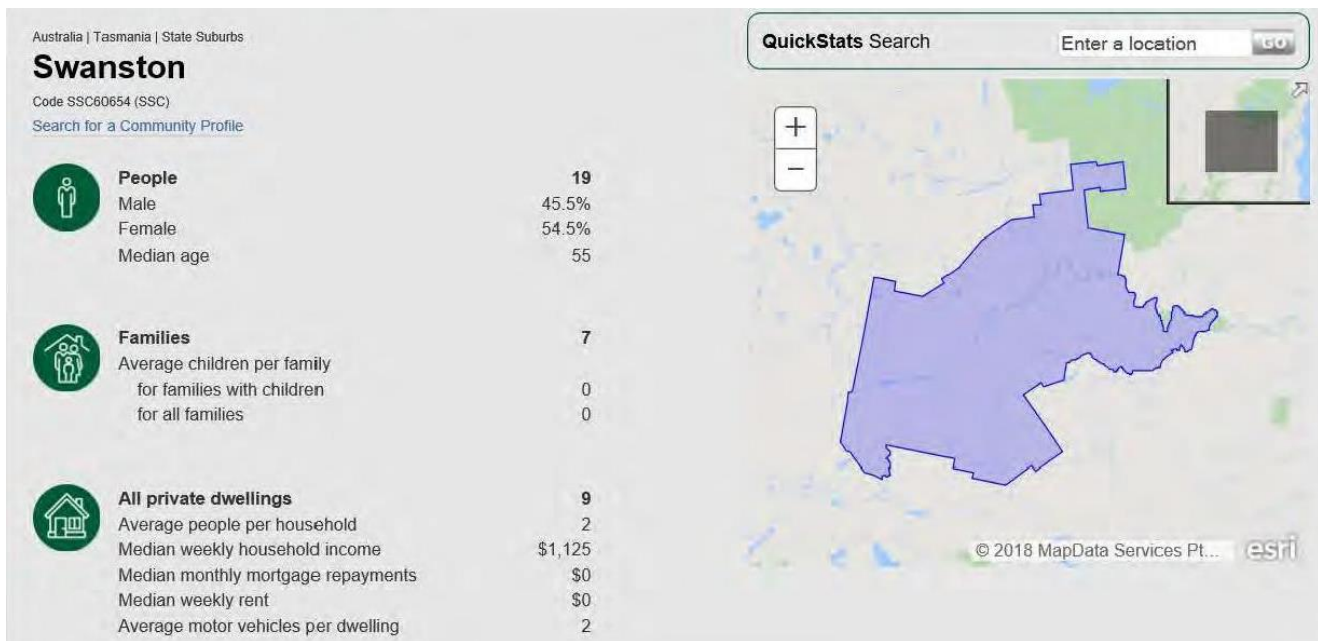 Australia | Tasmania | State Suburbs
Swanston
Code SSC60654 (SSC)
Search for a Community Profile
People 19
Male 45.5%
Female 54.5%
Median age 55
Families 7
Average children per family
for families with children 0
for all families 0
All private dwellings 9
Average people per household 2
Median weekly household income $1,125
Median monthly mortgage repayments $0
Median weekly rent $0
Average motor vehicles per dwelling 2
QuickStats Search Enter a location GO
+
−
© 2018 MapData Services Pt... esri